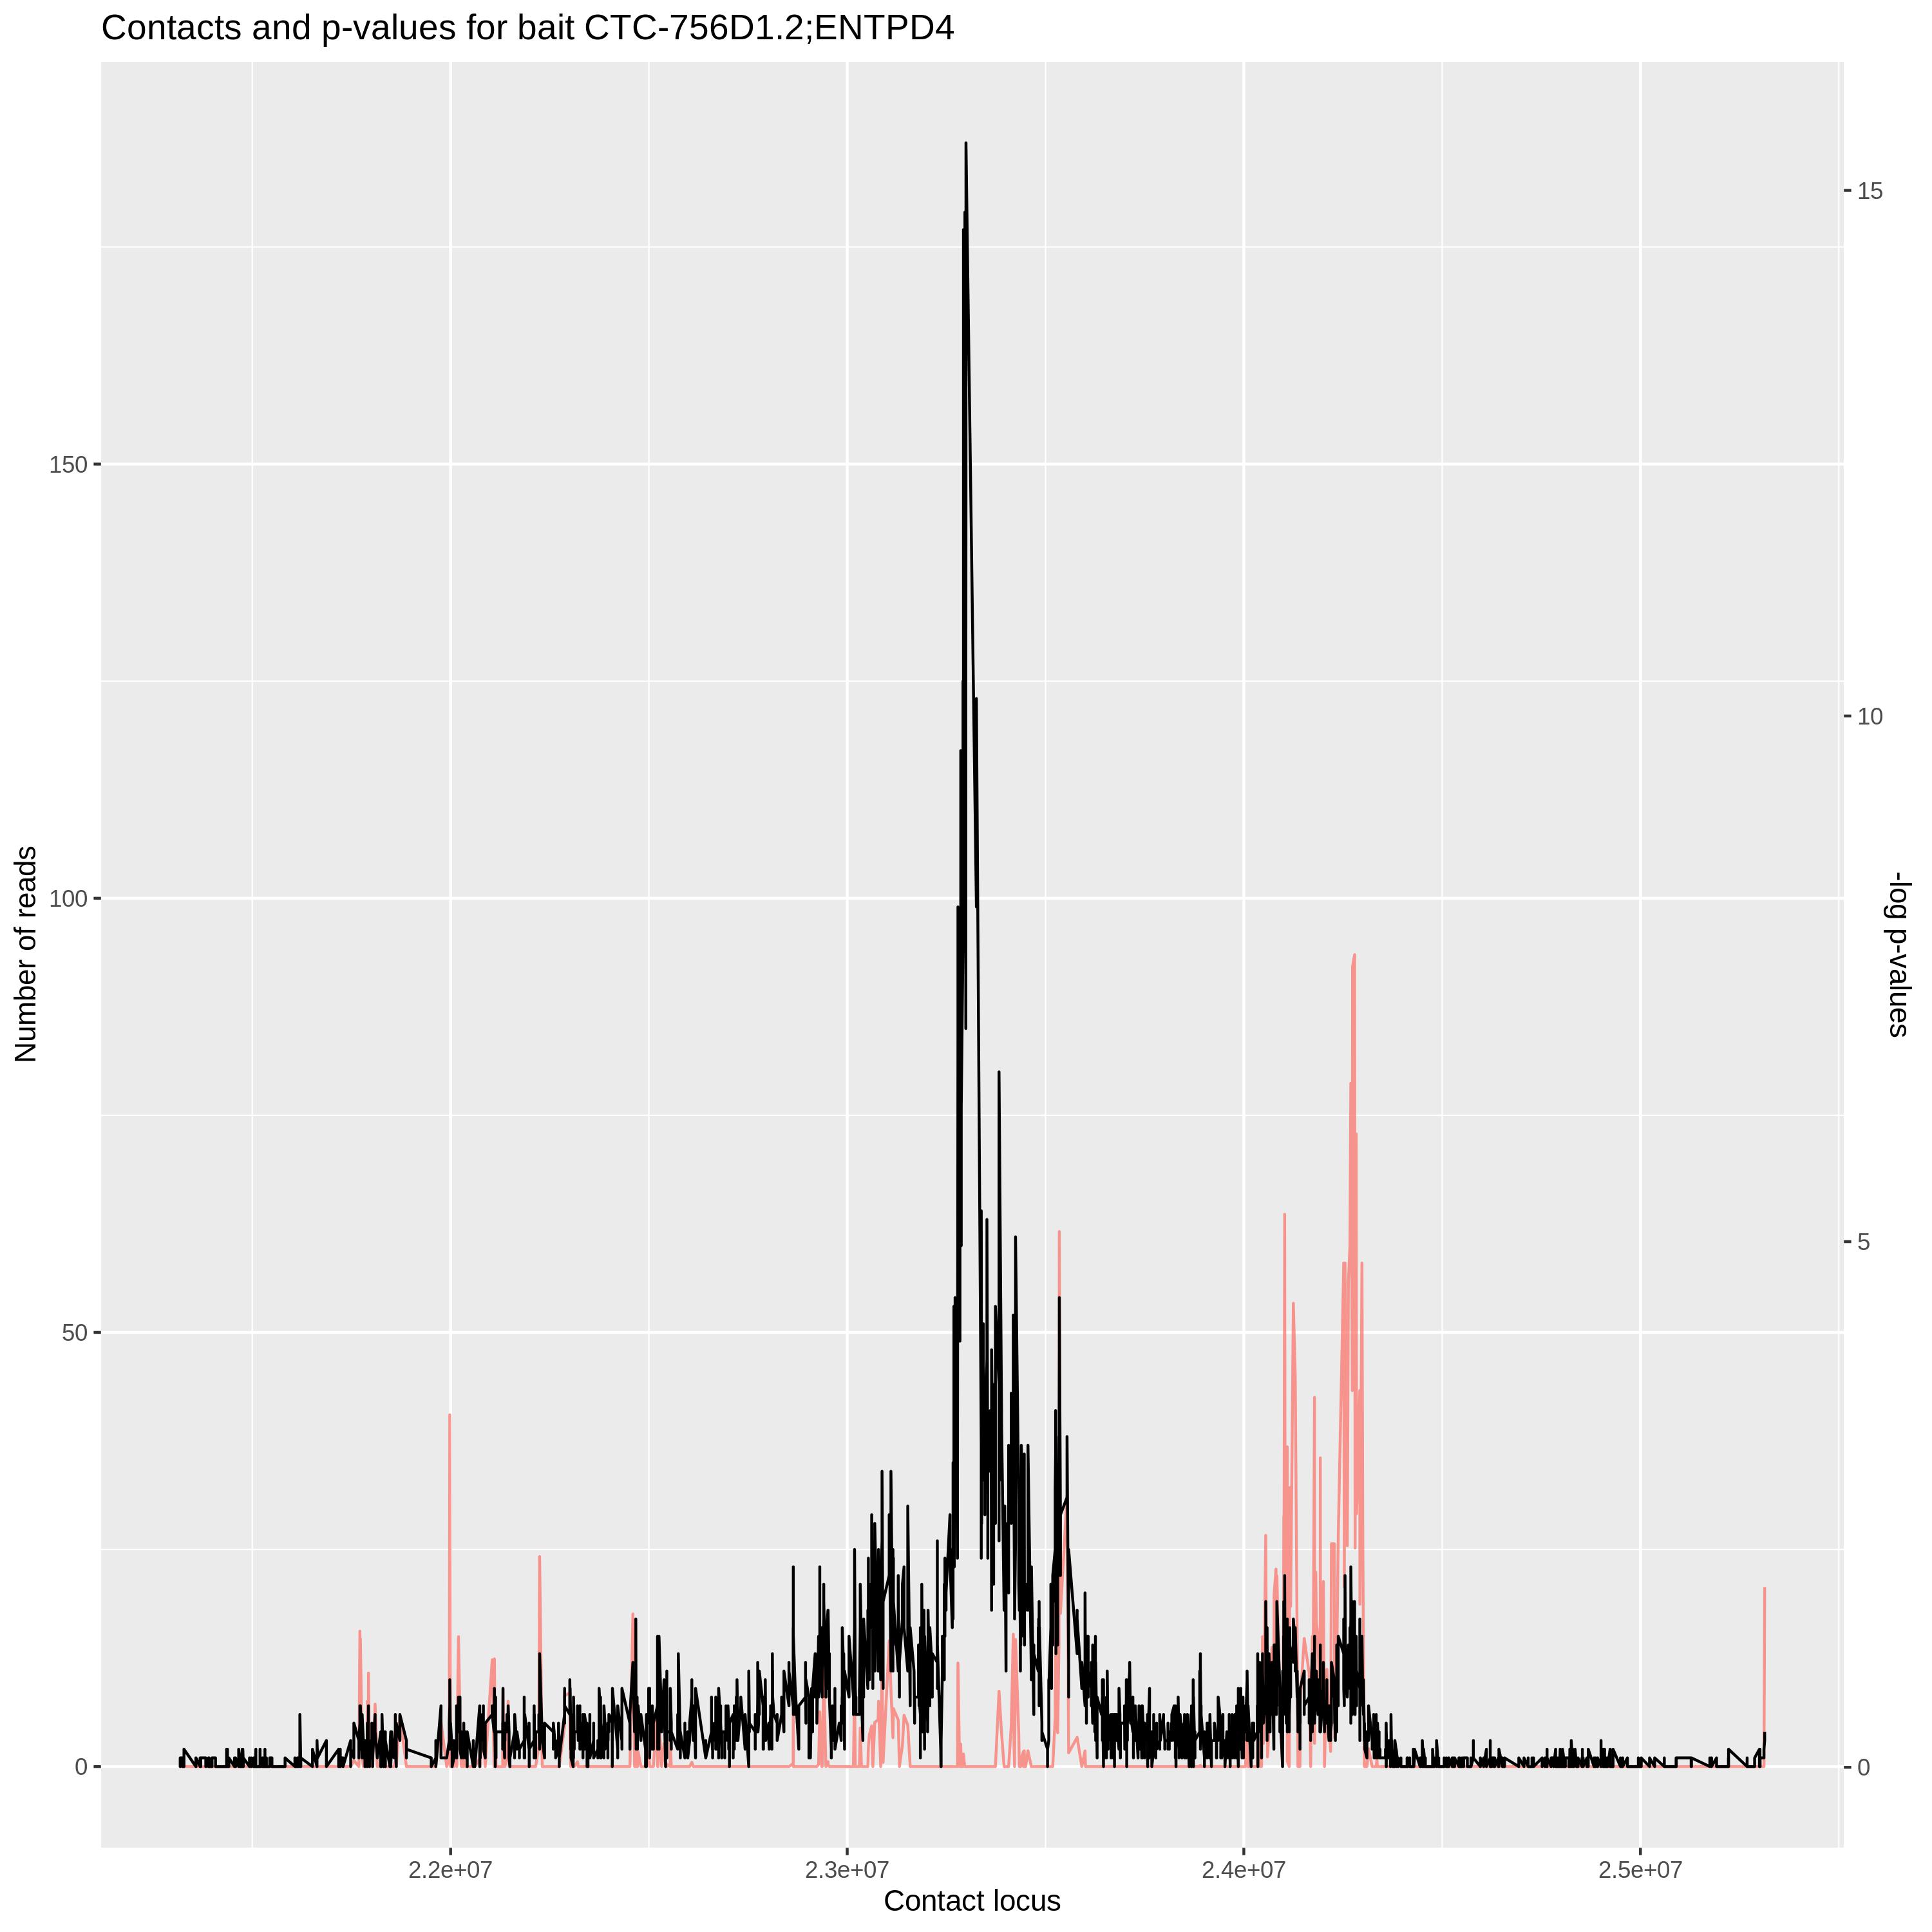 Contacts and p-values for bait CTC-756D1.2;ENTPD4
15
150
10
100
Number of reads
-log p-values
5
50
0
0
2.2e+07
2.3e+07
2.4e+07
2.5e+07
Contact locus